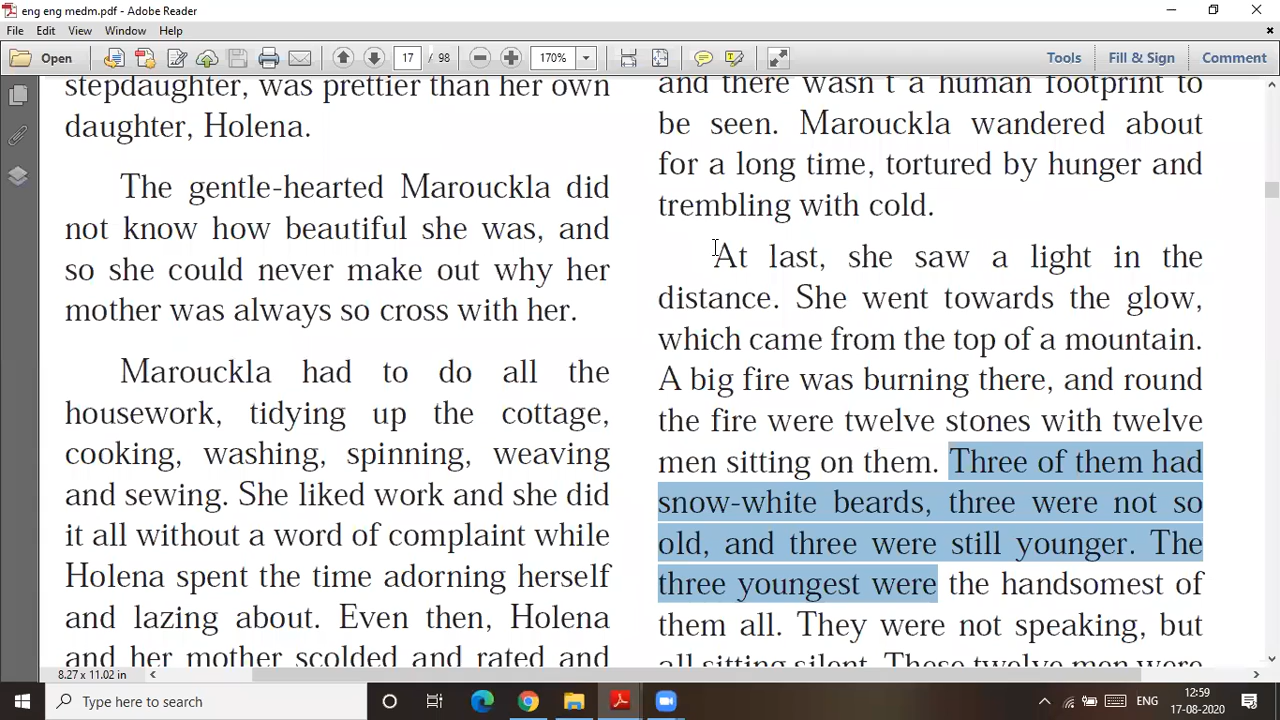 eng eng medm.pdf - Adobe Reader
File Edit View Window Help
Open 17 / 98 170% Tools Fill & Sign Comment
stepdaughter, was prettier than her own
daughter, Holena.
The gentle-hearted Marouckla did
not know how beautiful she was, and
so she could never make out why her
mother was always so cross with her.
Marouckla had to do all the
housework, tidying up the cottage,
cooking, washing, spinning, weaving
and sewing. She liked work and she did
it all without a word of complaint while
Holena spent the time adorning herself
and lazing about. Even then, Holena
and her mother scolded and rated and
and there wasn't a human footprint to
be seen. Marouckla wandered about
for a long time, tortured by hunger and
trembling with cold.
At last, she saw a light in the
distance. She went towards the glow,
which came from the top of a mountain.
A big fire was burning there, and round
the fire were twelve stones with twelve
men sitting on them. Three of them had
snow-white beards, three were not so
old, and three were still younger. The
three youngest were the handsomest of
them all. They were not speaking, but
all sitting silent. These twelve men were
8.27 x 11.02 in
Type here to search
ENG
12:59
17-08-2020